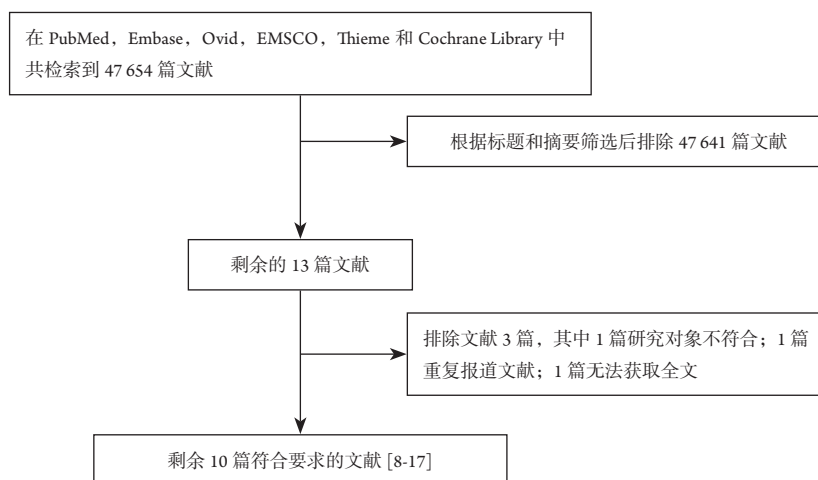 在 PubMed，Embase，Ovid，EMSCO，Thieme 和 Cochrane Library 中
共检索到 47 654 篇文献
根据标题和摘要筛选后排除 47 641 篇文献
剩余的 13 篇文献
排除文献 3 篇，其中 1 篇研究对象不符合；1 篇
重复报道文献；1 篇无法获取全文
剩余 10 篇符合要求的文献 [8-17]